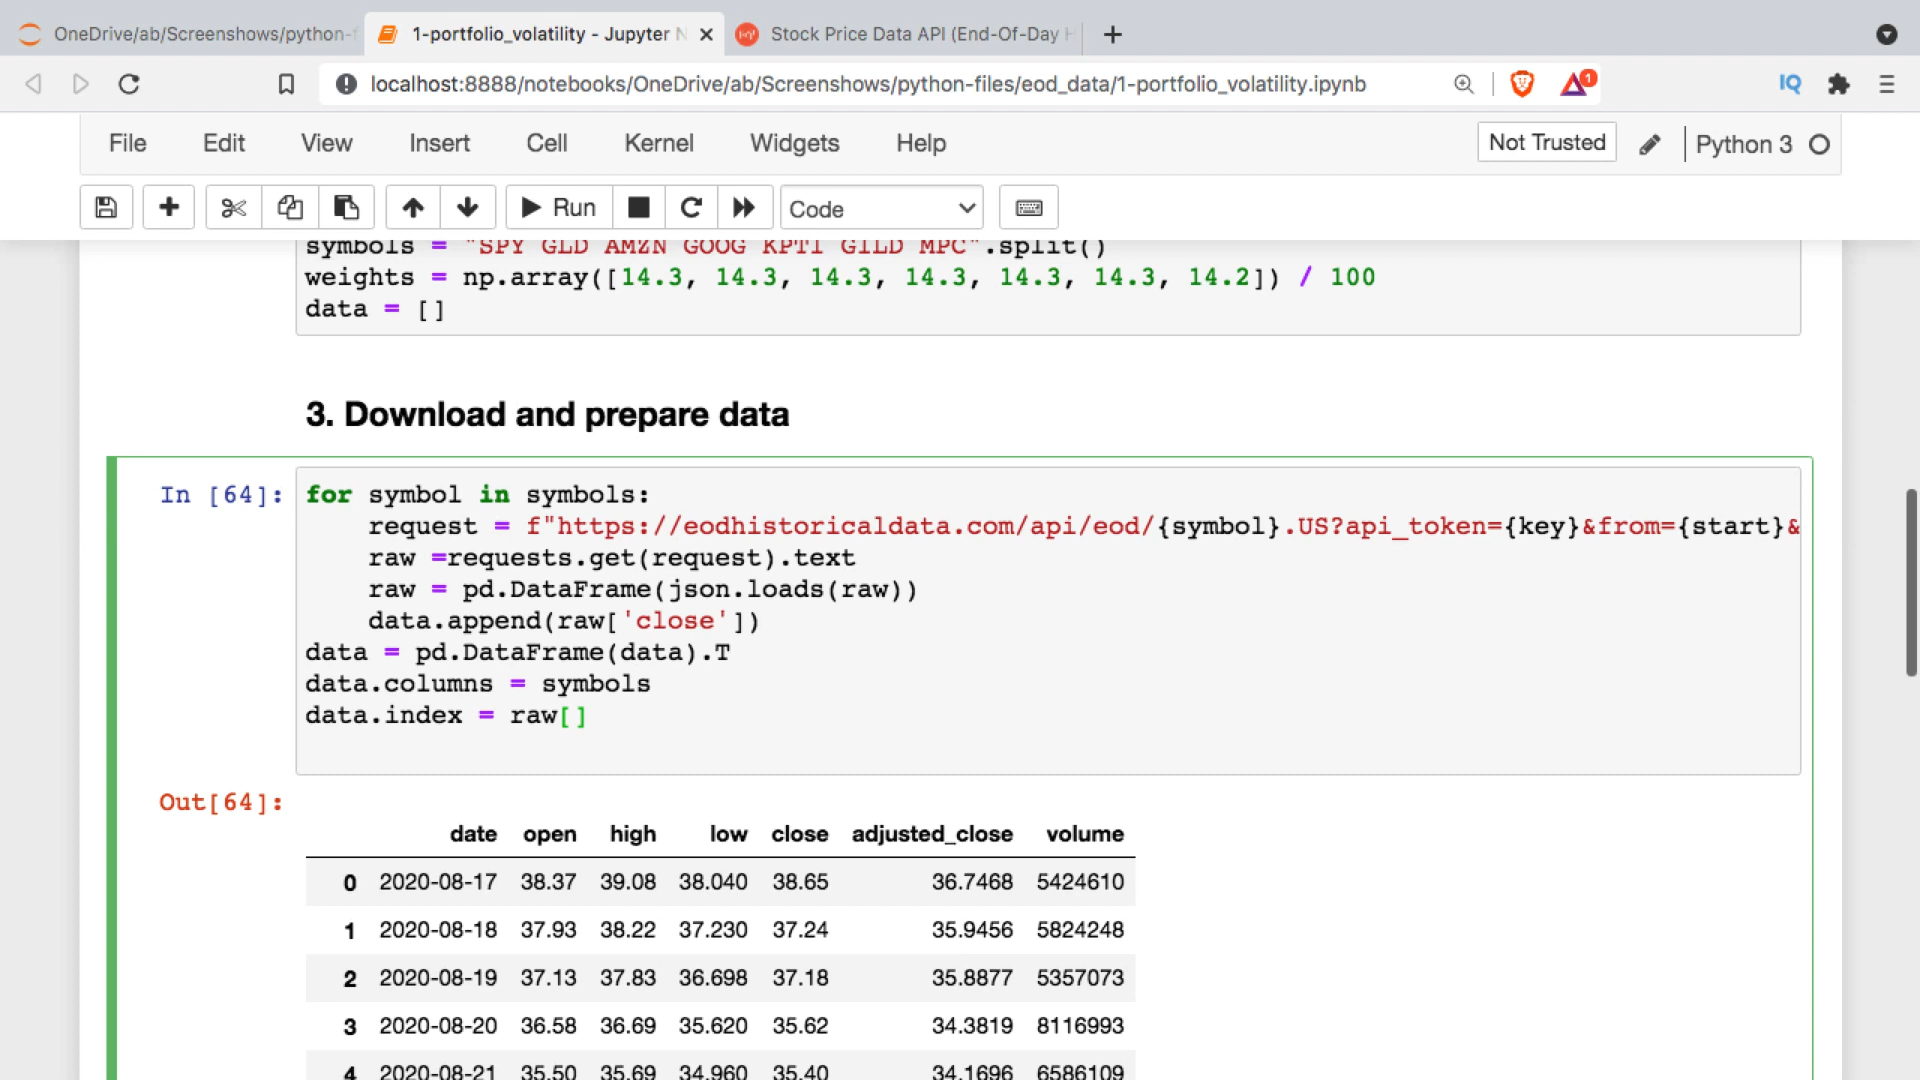 OneDrive/ab/Screenshows/python-f
1-portfolio_volatility - Jupyter N
Stock Price Data API (End-Of-Day H
localhost:8888/notebooks/OneDrive/ab/Screenshows/python-files/eod_data/1-portfolio_volatility.ipynb
1
IQ
File Edit View Insert Cell Kernel Widgets Help
Not Trusted
Python 3
Run
Code
symbols = "SPY GLD AMZN GOOG KPTI GILD MPC".split()
weights = np.array([14.3, 14.3, 14.3, 14.3, 14.3, 14.3, 14.2]) / 100
data = []
3. Download and prepare data
In [64]:
for symbol in symbols:
    request = f"https://eodhistoricaldata.com/api/eod/{symbol}.US?api_token={key}&from={start}&
    raw =requests.get(request).text
    raw = pd.DataFrame(json.loads(raw))
    data.append(raw['close'])
data = pd.DataFrame(data).T
data.columns = symbols
data.index = raw[]
Out[64]:
date open high low close adjusted_close volume
0 2020-08-17 38.37 39.08 38.040 38.65 36.7468 5424610
1 2020-08-18 37.93 38.22 37.230 37.24 35.9456 5824248
2 2020-08-19 37.13 37.83 36.698 37.18 35.8877 5357073
3 2020-08-20 36.58 36.69 35.620 35.62 34.3819 8116993
4 2020-08-21 35.50 35.69 34.960 35.40 34.1696 6586109